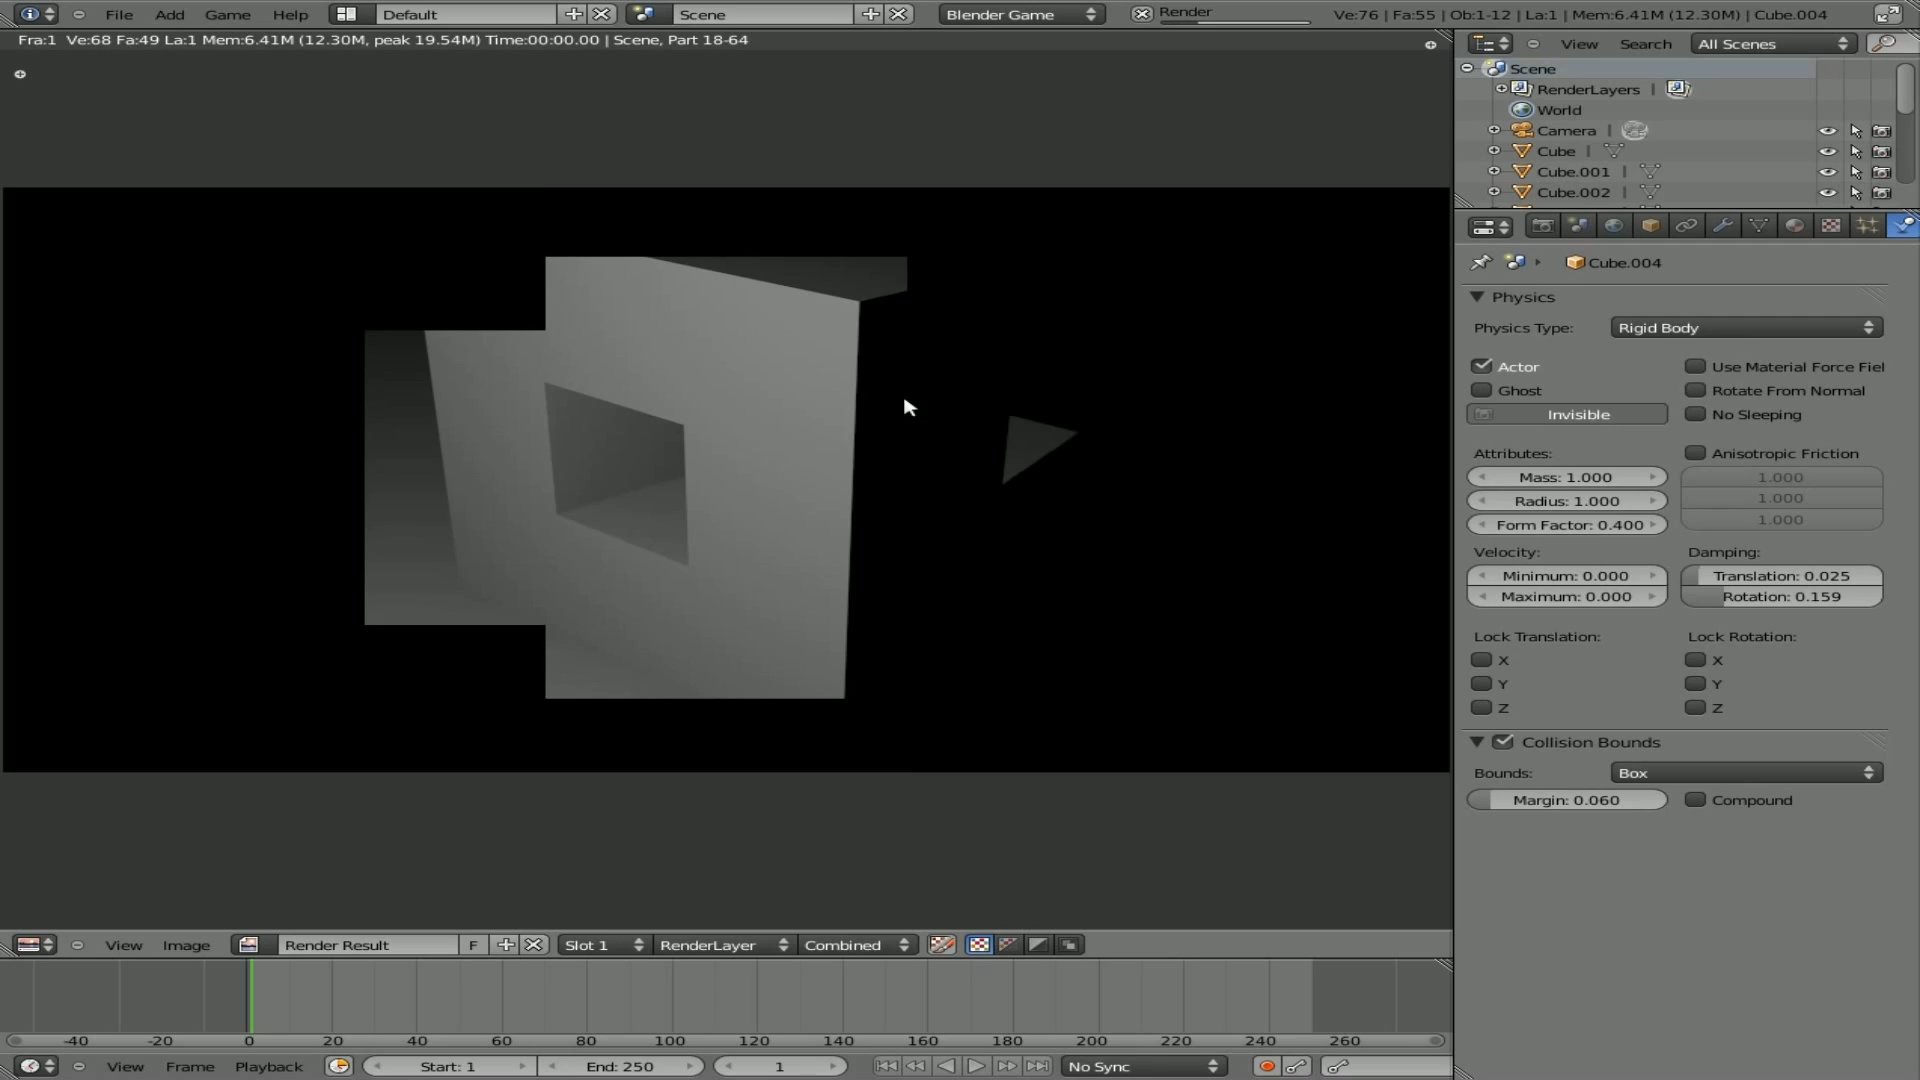 File Add Game Help Default Scene Blender Game Render Ve:76 | Fa:55 | Ob:1-12 | La:1 | Mem:6.41M (12.30M) | Cube.004
Fra:1 Ve:68 Fa:49 La:1 Mem:6.41M (12.30M, peak 19.54M) Time:00:00.00 | Scene, Part 18-64
View Search All Scenes
Scene
RenderLayers |
World
Camera |
Cube |
Cube.001 |
Cube.002 |
Cube.004
Physics
Physics Type: Rigid Body
Actor Use Material Force Fiel
Ghost Rotate From Normal
Invisible No Sleeping
Attributes: Anisotropic Friction
Mass: 1.000 1.000
Radius: 1.000 1.000
Form Factor: 0.400 1.000
Velocity: Damping:
Minimum: 0.000 Translation: 0.025
Maximum: 0.000 Rotation: 0.159
Lock Translation: Lock Rotation:
X X
Y Y
Z Z
Collision Bounds
Bounds: Box
Margin: 0.060 Compound
View Image Render Result F Slot 1 RenderLayer Combined
-40 -20 0 20 40 60 80 100 120 140 160 180 200 220 240 260
View Frame Playback Start: 1 End: 250 1 No Sync